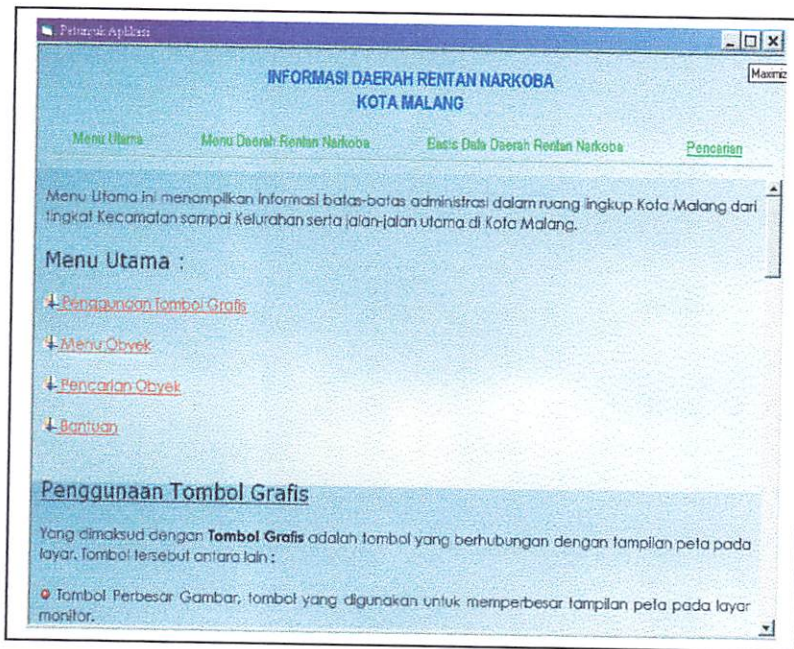 Petunjuk Aplikasi
Maximiz
INFORMASI DAERAH RENTAN NARKOBA
KOTA MALANG
Menu Utama Menu Daerah Rentan Narkoba Basis Data Daerah Rentan Narkoba Pencarian
Menu Utama ini menampilkan Informasi batas-batas administrasi dalam ruang lingkup Kota Malang dari
tingkat Kecamatan sampai Kelurahan serta jalan-jalan utama di Kota Malang.
Menu Utama :
Penggunaan Tombol Grafis
Menu Obyek
Pencarian Obyek
Bantuan
Penggunaan Tombol Grafis
Yang dimaksud dengan Tombol Grafis adalah tombol yang berhubungan dengan tampilan peta pada
layar. Tombol tersebut antara lain :
Tombol Perbesar Gambar, tombol yang digunakan untuk memperbesar tampilan peta pada layar
monitor.